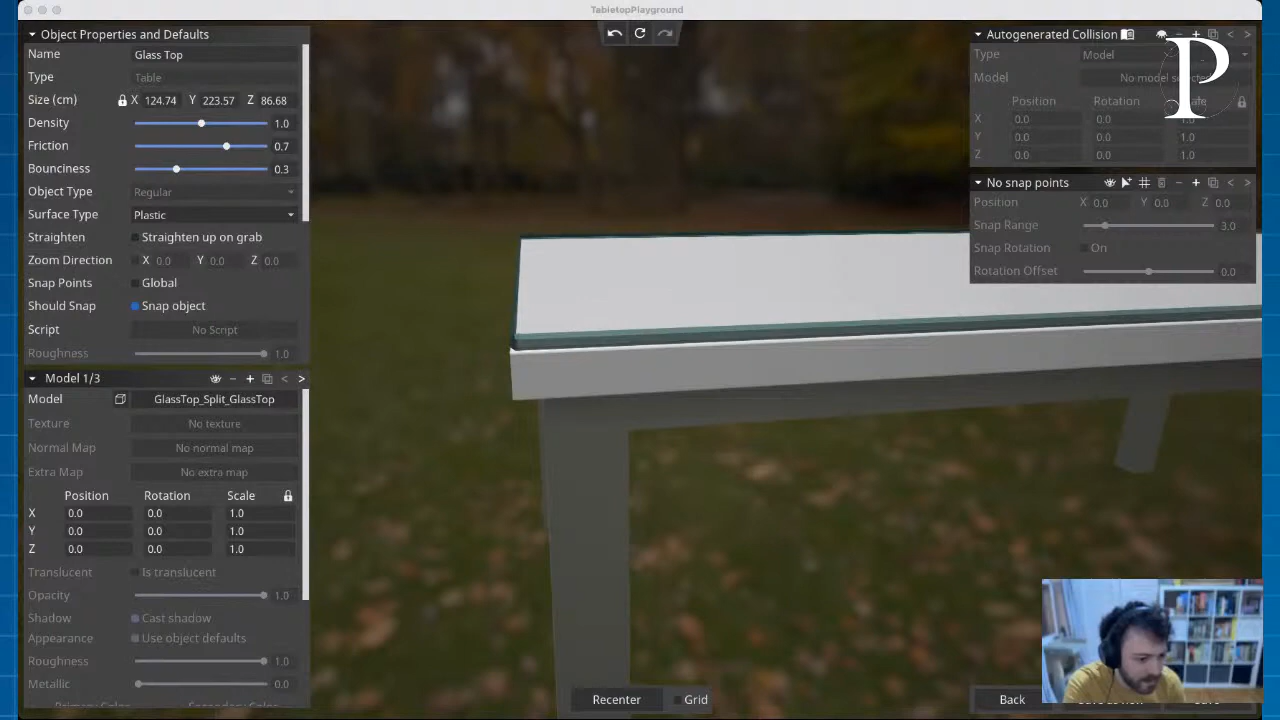 TabletopPlayground
Object Properties and Defaults
Name Glass Top
Type Table
Size (cm) X 124.74 Y 223.57 Z 86.68
Density 1.0
Friction 0.7
Bounciness 0.3
Object Type Regular
Surface Type Plastic
Straighten Straighten up on grab
Zoom Direction X 0.0 Y 0.0 Z 0.0
Snap Points Global
Should Snap Snap object
Script No Script
Roughness 1.0
Model 1/3
Model GlassTop_Split_GlassTop
Texture No texture
Normal Map No normal map
Extra Map No extra map
Position Rotation Scale
X 0.0 0.0 1.0
Y 0.0 0.0 1.0
Z 0.0 0.0 1.0
Translucent Is translucent
Opacity 1.0
Shadow Cast shadow
Appearance Use object defaults
Roughness 1.0
Metallic 0.0
Primary Color Secondary Color
Recenter Grid
Autogenerated Collision
Type Model
Model No model selected
P
Position Rotation
X 0.0 0.0 1.0
Y 0.0 0.0 1.0
Z 0.0 0.0 1.0
No snap points
Position X 0.0 Y 0.0 Z 0.0
Snap Range 3.0
Snap Rotation On
Rotation Offset 0.0
Back